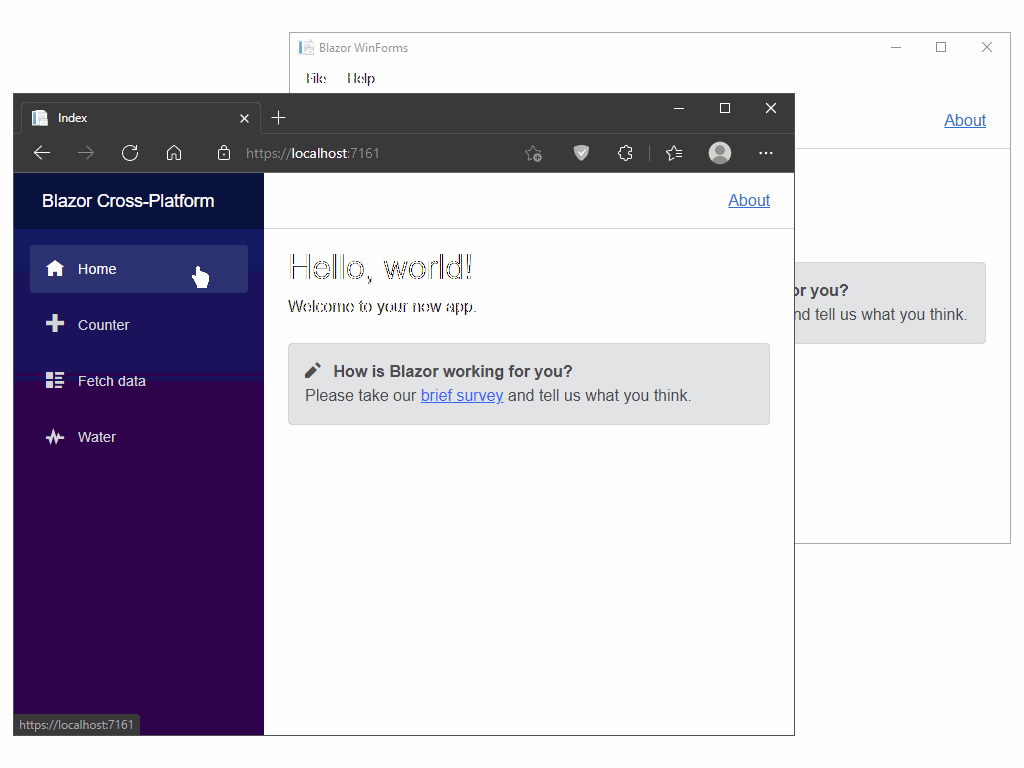 Blazor WinForms
File Help
Index
https://localhost:7161
About
Blazor Cross-Platform
About
Home
Hello, world!
Welcome to your new app.
Counter
or you?
nd tell us what you think.
How is Blazor working for you?
Please take our brief survey and tell us what you think.
Fetch data
Water
https://localhost:7161